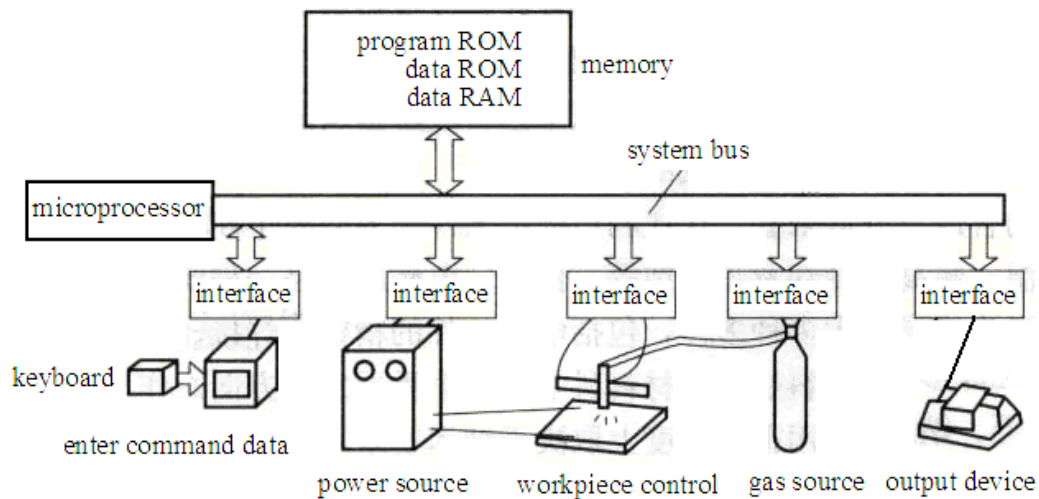 program ROM
data ROM
data RAM
memory
system bus
microprocessor
interface
interface
interface
interface
interface
keyboard
enter command data
power source
workpiece control
gas source
output device